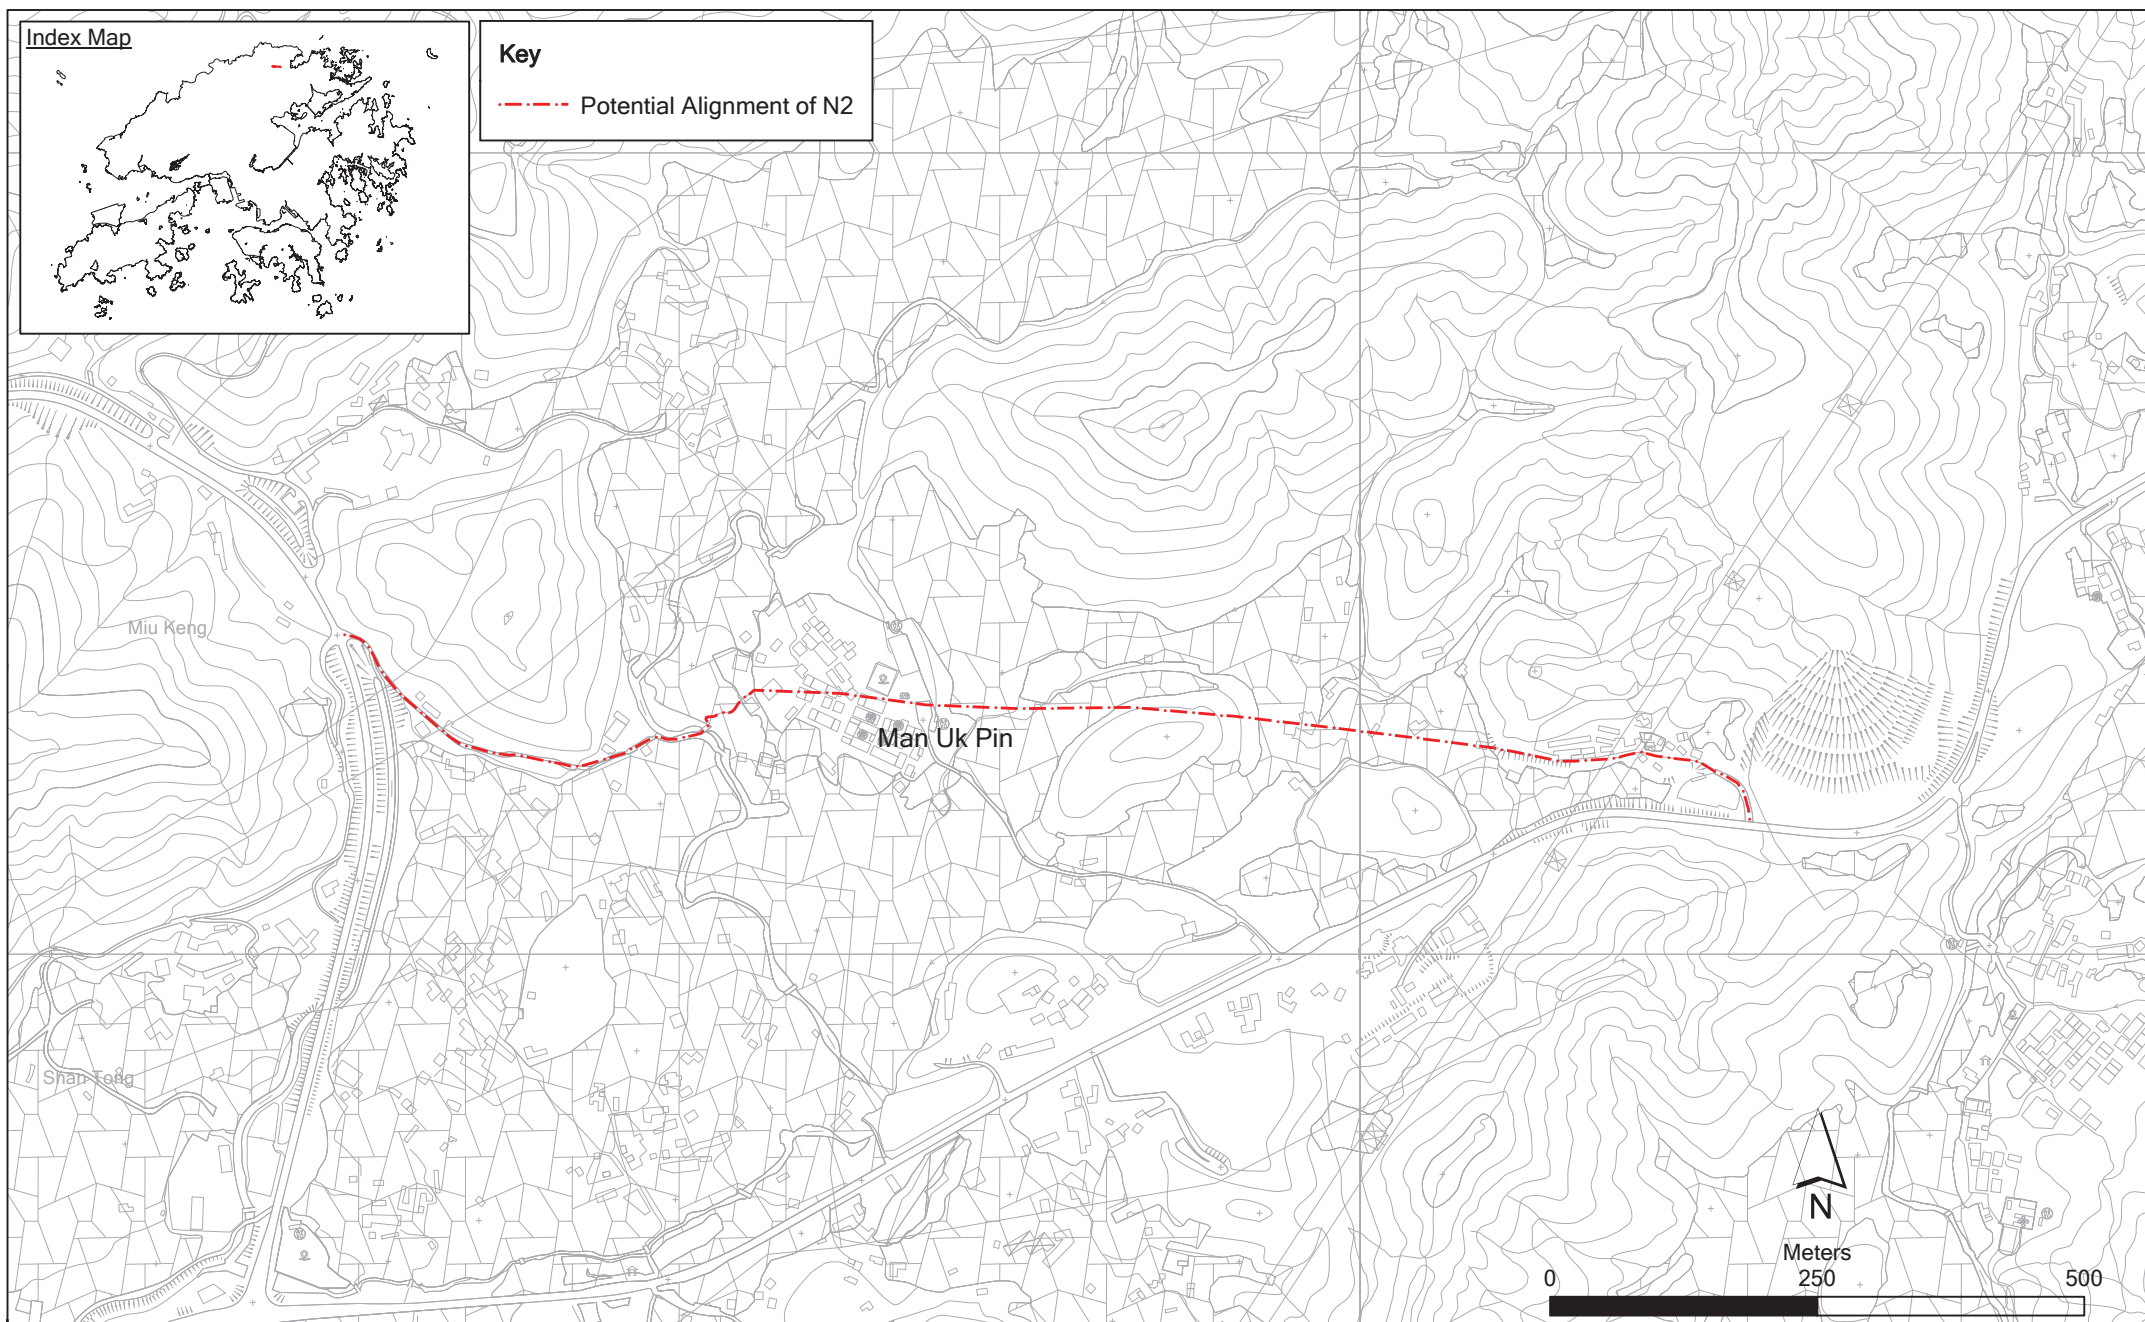 Index Map
Key
Potential Alignment of N2
Miu Keng
Man Uk Pin
Shan Tong
N
Meters
0 250 500